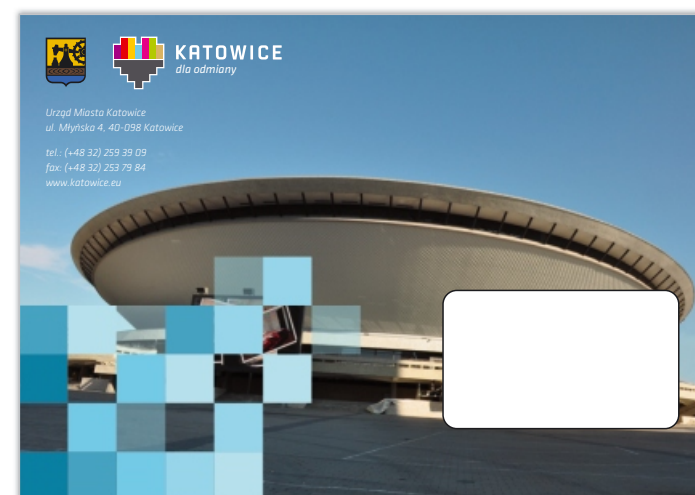 KATOWICE
dla odmiany
Urząd Miasta Katowice
ul. Młyńska 4, 40-098 Katowice
tel.: (+48 32) 259 39 09
fax: (+48 32) 253 79 84
www.katowice.eu